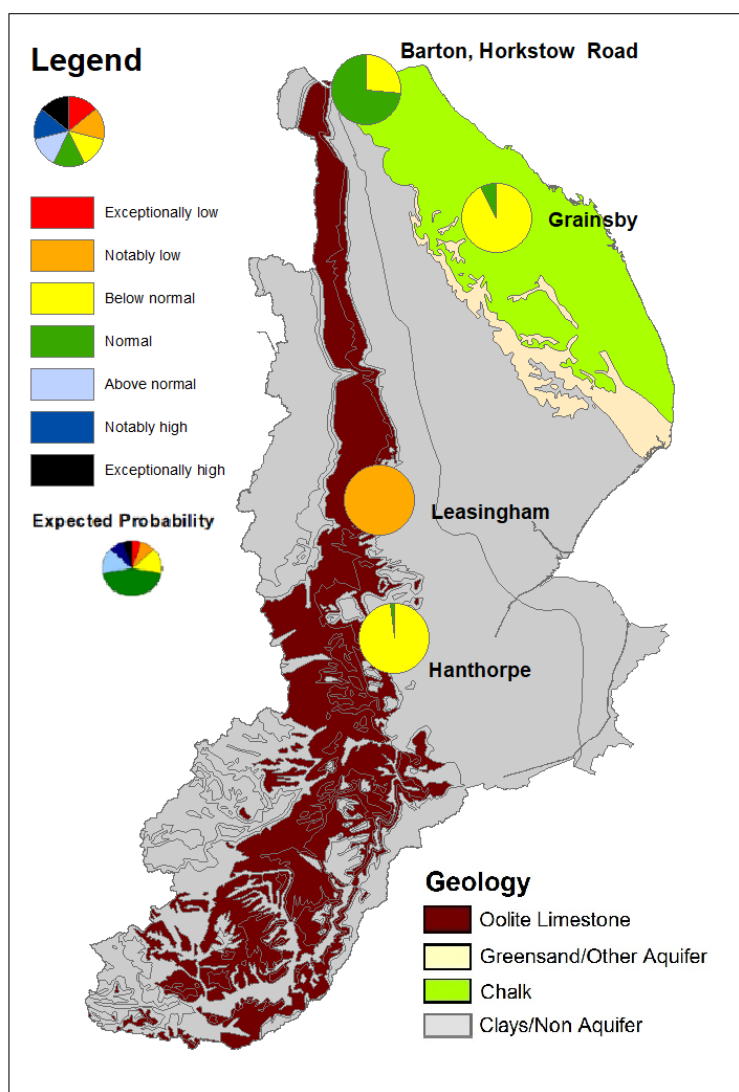 Barton, Horkstow Road
Legend
Exceptionally low
Notably low
Below normal
Normal
Above normal
Notably high
Exceptionally high
Expected Probability
Grainsby
Leasingham
Hanthorpe
Geology
Oolite Limestone
Greensand/Other Aquifer
Chalk
Clays/Non Aquifer